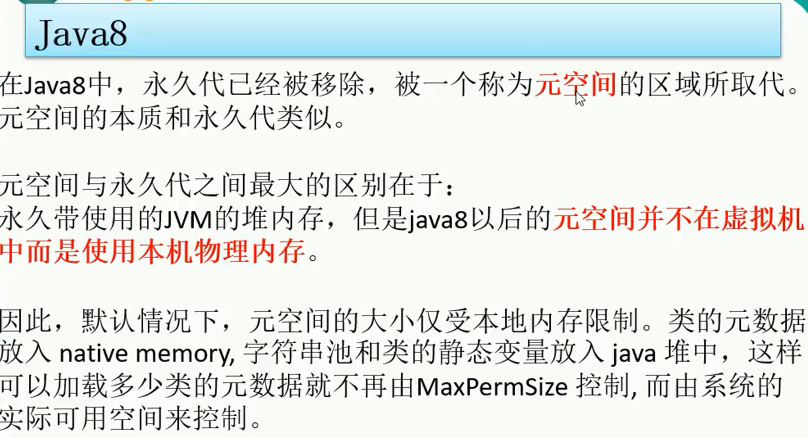 Java8
在Java8中，永久代已经被移除，被一个称为元空间的区域所取代。
元空间的本质和永久代类似。
元空间与永久代之间最大的区别在于：
永久带使用的JVM的堆内存，但是java8以后的元空间并不在虚拟机
中而是使用本机物理内存。
因此，默认情况下，元空间的大小仅受本地内存限制。类的元数据
放入 native memory, 字符串池和类的静态变量放入 java 堆中，这样
可以加载多少类的元数据就不再由MaxPermSize 控制, 而由系统的
实际可用空间来控制。